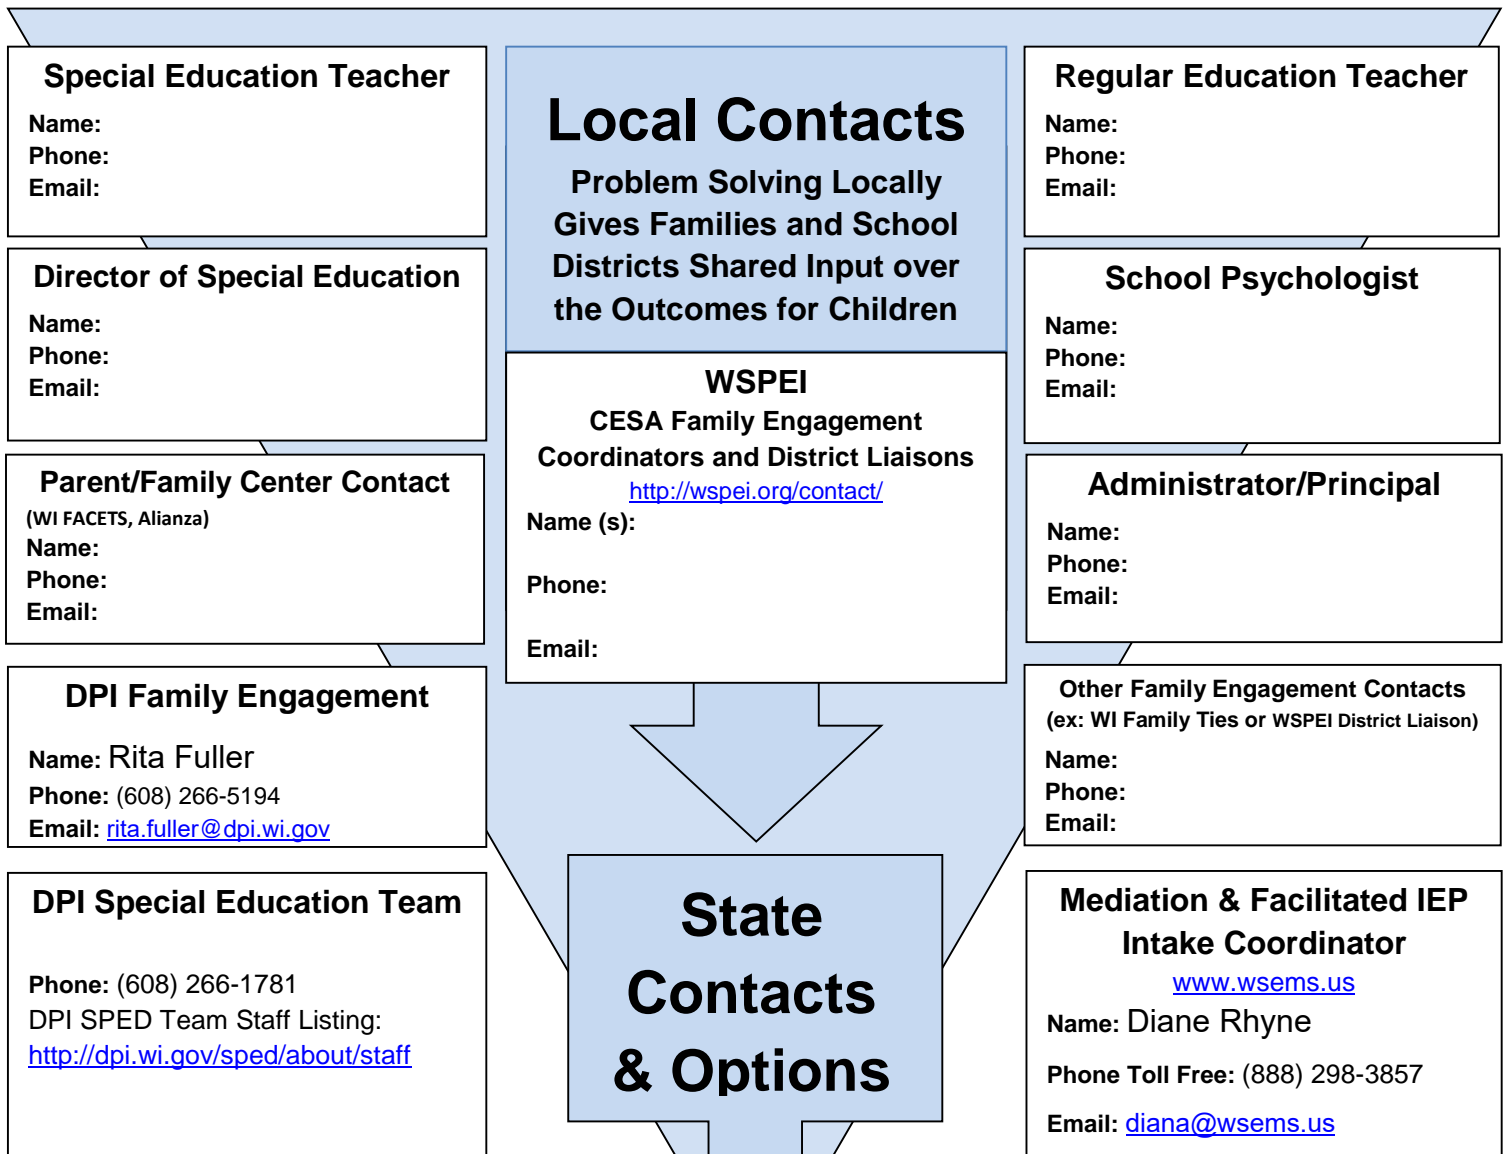 Special Education Teacher
Name:
Phone:
Email:
Director of Special Education
Name:
Phone:
Email:
Parent/Family Center Contact
(WI FACETS, Alianza)
Name:
Phone:
Email:
DPI Family Engagement
Name: Rita Fuller
Phone: (608) 266-5194
Email: rita.fuller@dpi.wi.gov
DPI Special Education Team
Phone: (608) 266-1781
DPI SPED Team Staff Listing:
http://dpi.wi.gov/sped/about/staff
Local Contacts
Problem Solving Locally
Gives Families and School
Districts Shared Input over
the Outcomes for Children
WSPEI
CESA Family Engagement
Coordinators and District Liaisons
http://wspei.org/contact/
Name (s):
Phone:
Email:
State
Contacts
& Options
Regular Education Teacher
Name:
Phone:
Email:
School Psychologist
Name:
Phone:
Email:
Administrator/Principal
Name:
Phone:
Email:
Other Family Engagement Contacts
(ex: WI Family Ties or WSPEI District Liaison)
Name:
Phone:
Email:
Mediation & Facilitated IEP
Intake Coordinator
www.wsems.us
Name: Diane Rhyne
Phone Toll Free: (888) 298-3857
Email: diana@wsems.us